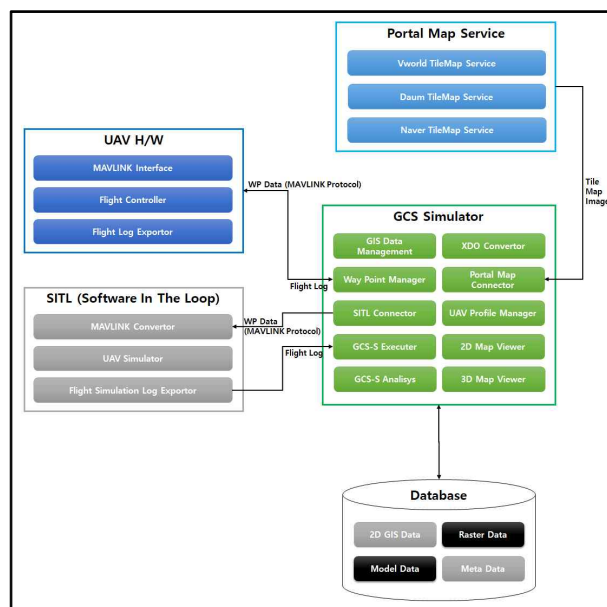 Portal Map Service
Vworld TileMap Service
Daum TileMap Service
Naver TileMap Service
UAV H/W
MAVLINK Interface
Flight Controller
Flight Log Exportor
WP Data (MAVLINK Protocol)
Flight Log
Tile
Map
Image
GCS Simulator
GIS Data
Management
XDO Convertor
Way Point Manager
Portal Map
Connector
SITL Connector
UAV Profile Manager
GCS-S Executer
2D Map Viewer
GCS-S Analisys
3D Map Viewer
SITL (Software In The Loop)
MAVLINK Convertor
UAV Simulator
Flight Simulation Log Exportor
WP Data
(MAVLINK Protocol)
Flight Log
Database
2D GIS Data
Raster Data
Model Data
Meta Data